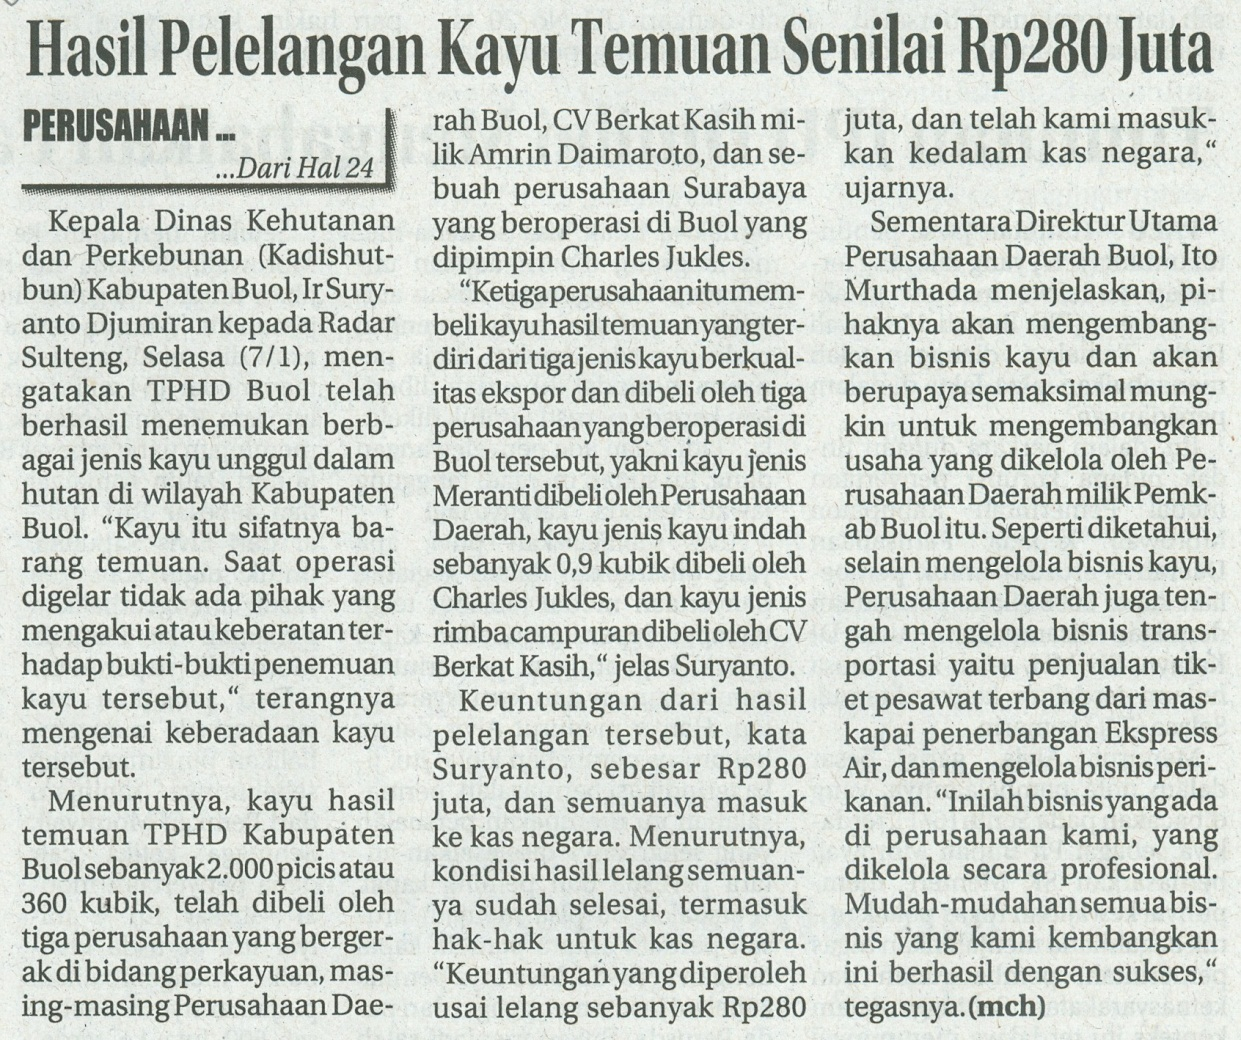 Hasil Pelelangan Kayu Temuan Senilai Rp280 Juta
PERUSAHAAN ...
...Dari Hal 24
Kepala Dinas Kehutanan
dan Perkebunan (Kadishut-
bun) Kabupaten Buol, Ir Sury-
anto Djumiran kepada Radar
Sulteng, Selasa (7/1), men-
gatakan TPHD Buol telah
berhasil menemukan berb-
agai jenis kayu unggul dalam
hutan di wilayah Kabupaten
Buol. “Kayu itu sifatnya ba-
rang temuan. Saat operasi
digelar tidak ada pihak yang
mengakui atau keberatan ter-
hadap bukti-bukti penemuan
kayu tersebut,“ terangnya
mengenai keberadaan kayu
tersebut.
Menurutnya, kayu hasil
temuan TPHD Kabupaten
Buol sebanyak 2.000 picis atau
360 kubik, telah dibeli oleh
tiga perusahaan yang berger-
ak di bidang perkayuan, mas-
ing-masing Perusahaan Dae-
rah Buol, CV Berkat Kasih mi-
lik Amrin Daimaroto, dan se-
buah perusahaan Surabaya
yang beroperasi di Buol yang
dipimpin Charles Jukles.
“Ketiga perusahaan itu mem-
beli kayu hasil temuan yang ter-
diri dari tiga jenis kayu berkual-
itas ekspor dan dibeli oleh tiga
perusahaan yang beroperasi di
Buol tersebut, yakni kayu jenis
Meranti dibeli oleh Perusahaan
Daerah, kayu jenis kayu indah
sebanyak 0,9 kubik dibeli oleh
Charles Jukles, dan kayu jenis
rimba campuran dibeli oleh CV
Berkat Kasih,“ jelas Suryanto.
Keuntungan dari hasil
pelelangan tersebut, kata
Suryanto, sebesar Rp280
juta, dan semuanya masuk
ke kas negara. Menurutnya,
kondisi hasil lelang semuan-
ya sudah selesai, termasuk
hak-hak untuk kas negara.
“Keuntungan yang diperoleh
usai lelang sebanyak Rp280
juta, dan telah kami masuk-
kan kedalam kas negara,“
ujarnya.
Sementara Direktur Utama
Perusahaan Daerah Buol, Ito
Murthada menjelaskan, pi-
haknya akan mengembang-
kan bisnis kayu dan akan
berupaya semaksimal mung-
kin untuk mengembangkan
usaha yang dikelola oleh Pe-
rusahaan Daerah milik Pemk-
ab Buol itu. Seperti diketahui,
selain mengelola bisnis kayu,
Perusahaan Daerah juga ten-
gah mengelola bisnis trans-
portasi yaitu penjualan tik-
et pesawat terbang dari mas-
kapai penerbangan Ekspress
Air, dan mengelola bisnis peri-
kanan. “Inilah bisnis yang ada
di perusahaan kami, yang
dikelola secara profesional.
Mudah-mudahan semua bis-
nis yang kami kembangkan
ini berhasil dengan sukses,“
tegasnya.(mch)